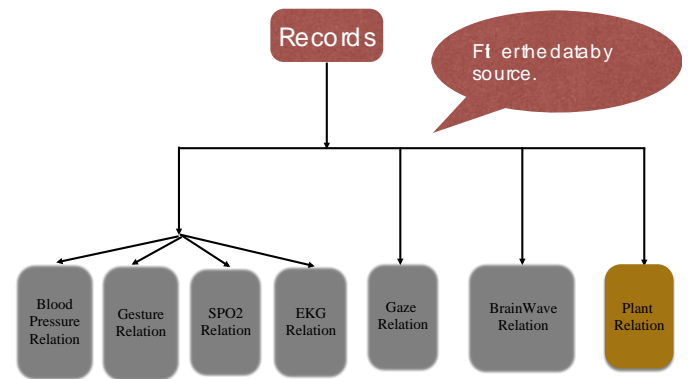 Records
Ft erthedataby
source.
Blood
Pressure
Relation
Gesture
Relation
SPO2
Relation
EKG
Relation
Gaze
Relation
BrainWave
Relation
Plant
Relation